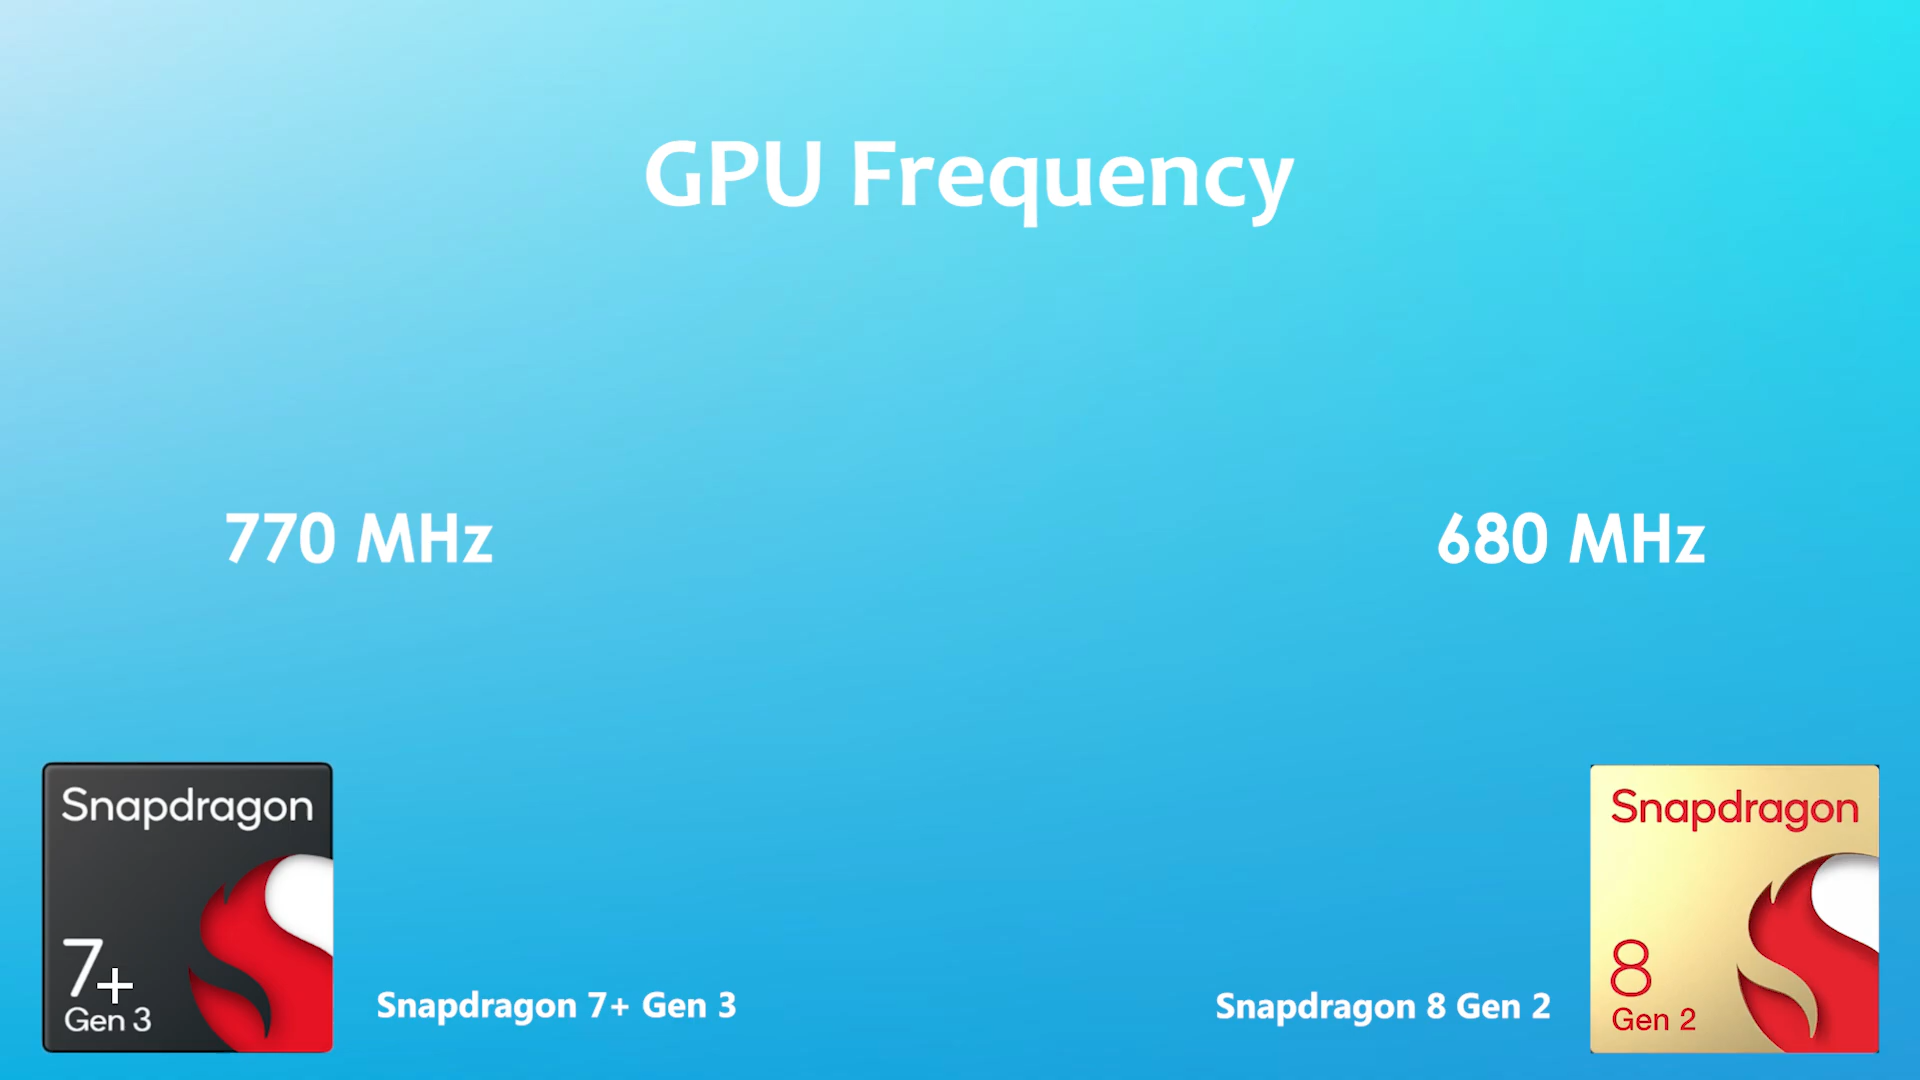 GPU Frequency
770 MHz
680 MHz
Snapdragon
7+
Gen 3
Snapdragon 7+ Gen 3
Snapdragon 8 Gen 2
Snapdragon
8
Gen 2